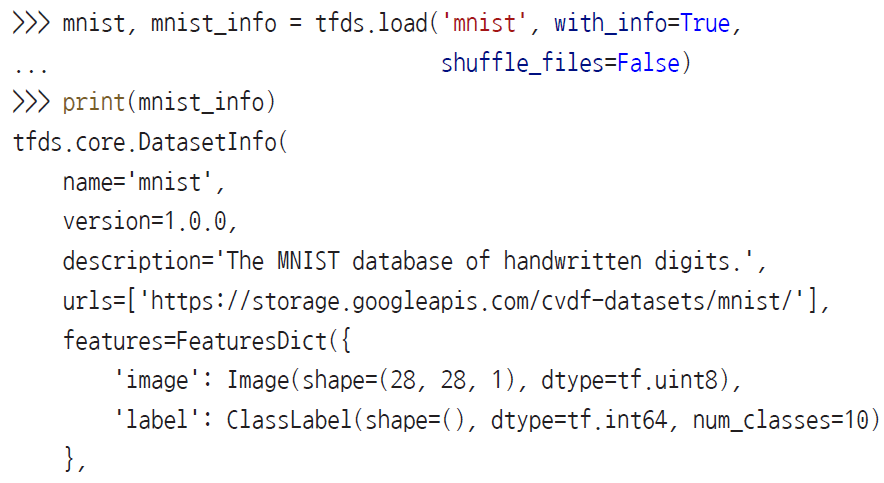 >>> mnist, mnist_info = tfds.load('mnist', with_info=True,
...                               shuffle_files=False)
>>> print(mnist_info)
tfds.core.DatasetInfo(
    name='mnist',
    version=1.0.0,
    description='The MNIST database of handwritten digits.',
    urls=['https://storage.googleapis.com/cvdf-datasets/mnist/'],
    features=FeaturesDict({
        'image': Image(shape=(28, 28, 1), dtype=tf.uint8),
        'label': ClassLabel(shape=(), dtype=tf.int64, num_classes=10)
    },